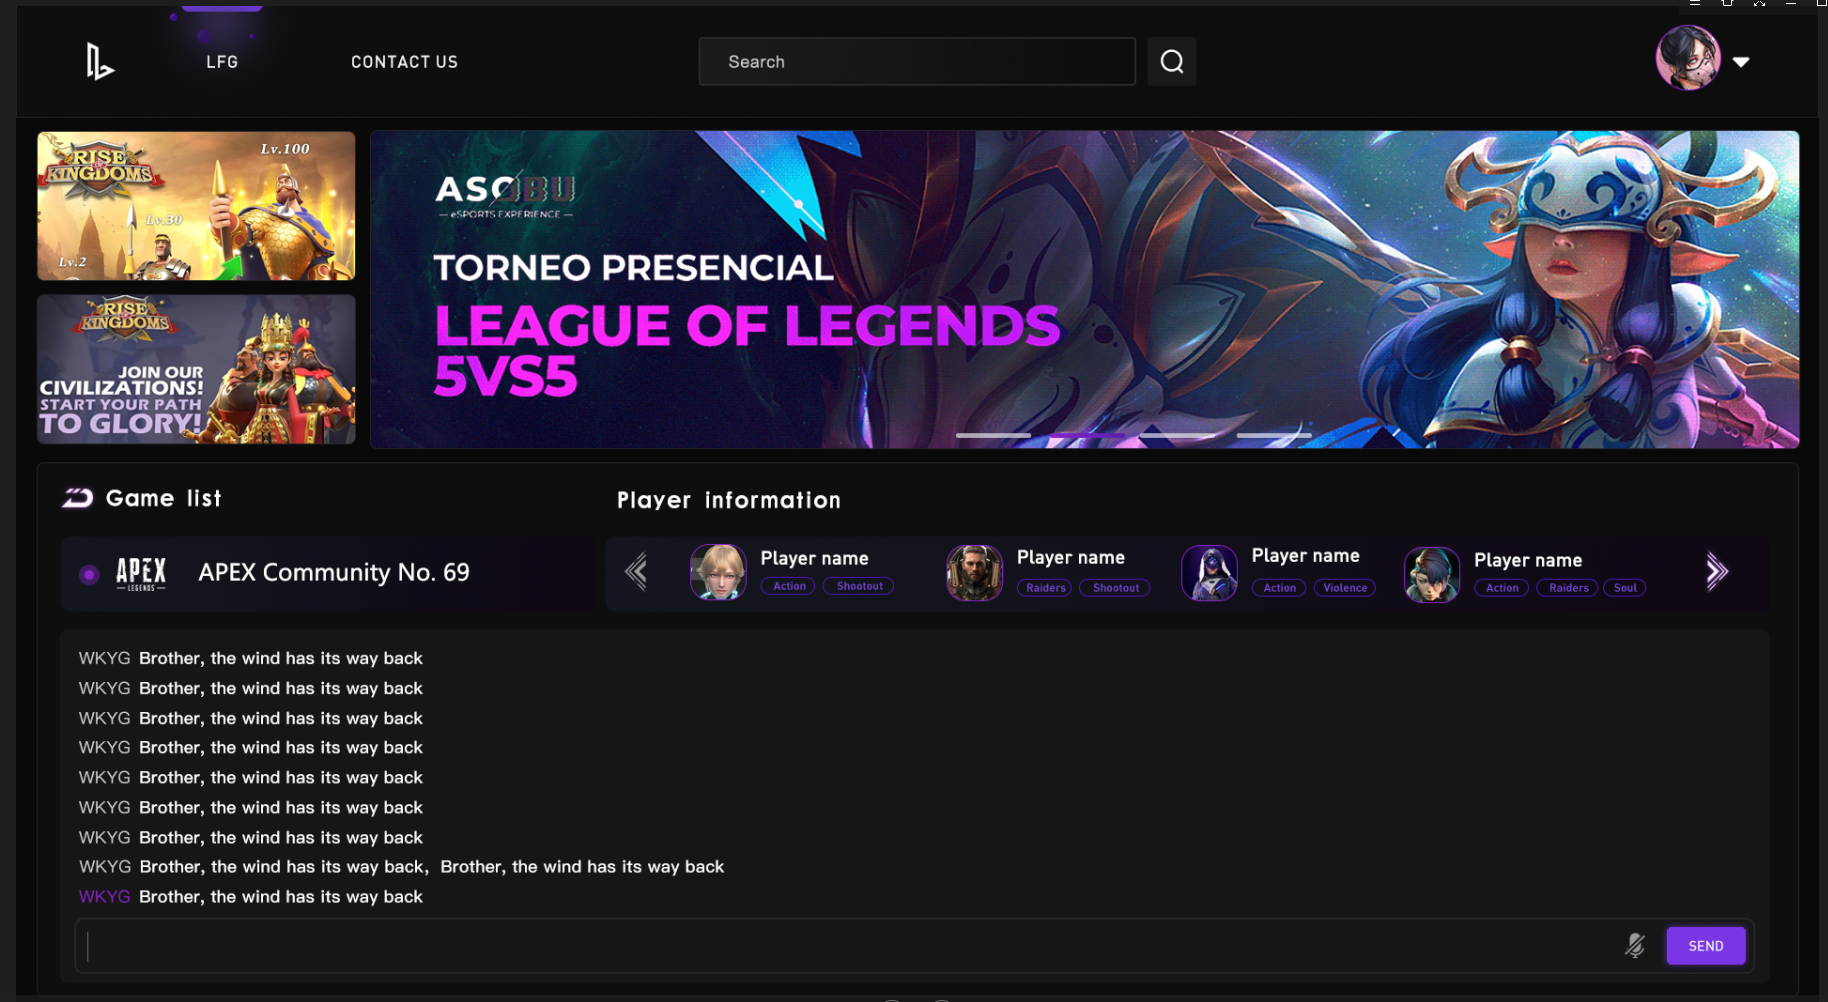 LFG
CONTACT US
Search
RISE
OF
KINGDOMS
Lv.100
Lv.30
Lv.2
RISE
OF
KINGDOMS
JOIN OUR
CIVILIZATIONS!
START YOUR PATH
TO GLORY!
ASOBU
eSPORTS EXPERIENCE
TORNEO PRESENCIAL
LEAGUE OF LEGENDS
5VS5
Game list
Player information
APEX
LEGENDS
APEX Community No. 69
Player name
Action Shootout
Player name
Raiders Shootout
Player name
Action Violence
Player name
Action Raiders Soul
WKYG Brother, the wind has its way back
WKYG Brother, the wind has its way back
WKYG Brother, the wind has its way back
WKYG Brother, the wind has its way back
WKYG Brother, the wind has its way back
WKYG Brother, the wind has its way back
WKYG Brother, the wind has its way back
WKYG Brother, the wind has its way back, Brother, the wind has its way back
WKYG Brother, the wind has its way back
SEND